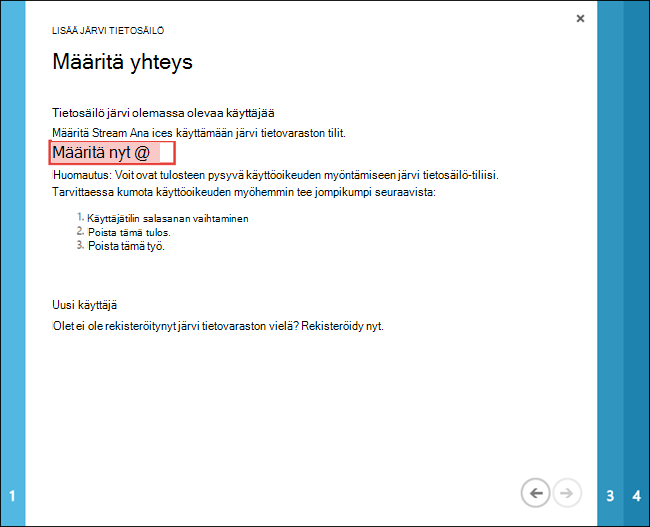 LISÄÄ JÄRVI TIETOSÄILÖ
Määritä yhteys
Tietosäilö järvi olemassa olevaa käyttäjää
Määritä Stream Ana ices käyttämään järvi tietovaraston tilit.
Määritä nyt @
Huomautus: Voit ovat tulosteen pysyvä käyttöoikeuden myöntämiseen järvi tietosäilö-tiliisi.
Tarvittaessa kumota käyttöoikeuden myöhemmin tee jompikumpi seuraavista:
1. Käyttäjätilin salasanan vaihtaminen
2. Poista tämä tulos.
3. Poista tämä työ.
Uusi käyttäjä
Olet ei ole rekisteröitynyt järvi tietovaraston vielä? Rekisteröidy nyt.
1 3 4